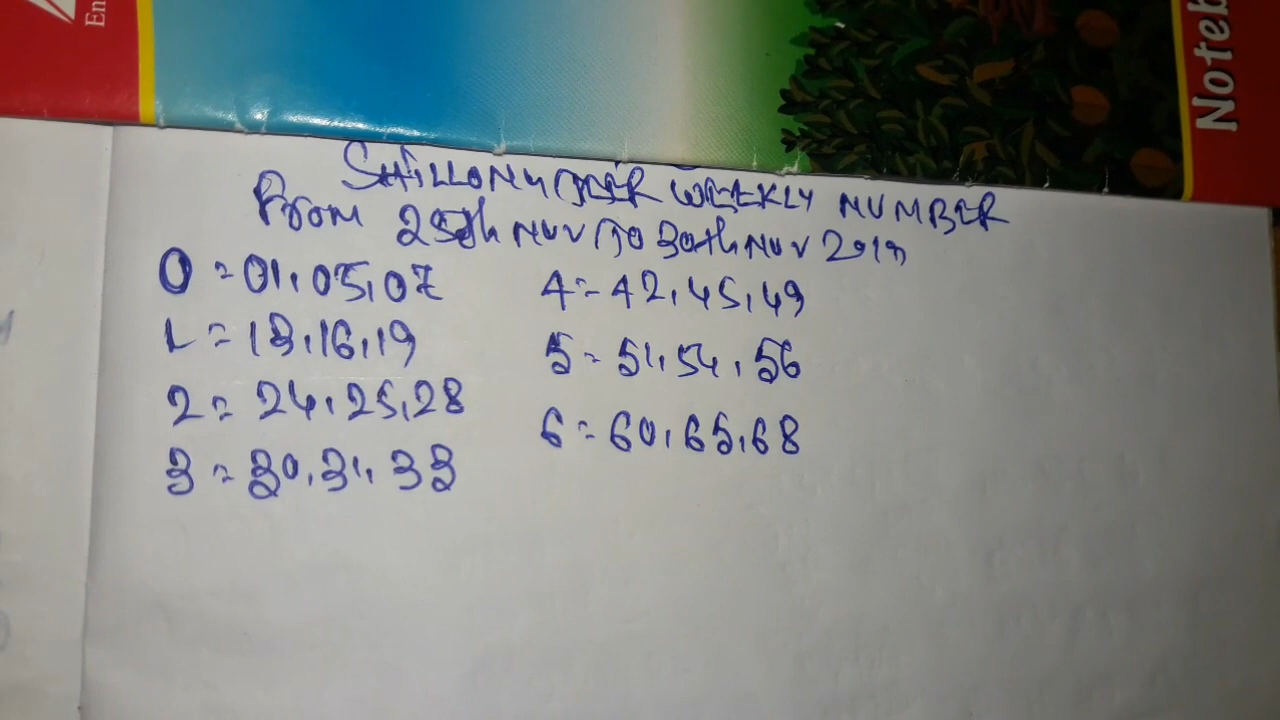 En
Noteb
SHILLONG TEER WEEKLY NUMBER
From 25th NOV TO 30th NOV 2019
0 = 01,05,07
1 = 13,16,19
2 = 24,25,28
3 = 30,31,33
4 = 42,45,49
5 = 51,54,56
6 = 60,65,68